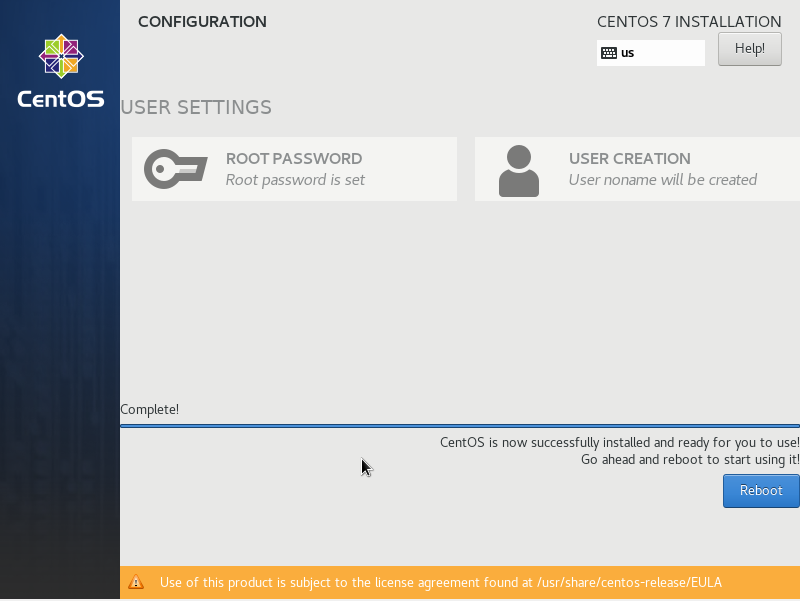 CONFIGURATION
CENTOS 7 INSTALLATION
us
Help!
CentOS
USER SETTINGS
ROOT PASSWORD
Root password is set
USER CREATION
User noname will be created
Complete!
CentOS is now successfully installed and ready for you to use!
Go ahead and reboot to start using it!
Reboot
Use of this product is subject to the license agreement found at /usr/share/centos-release/EULA